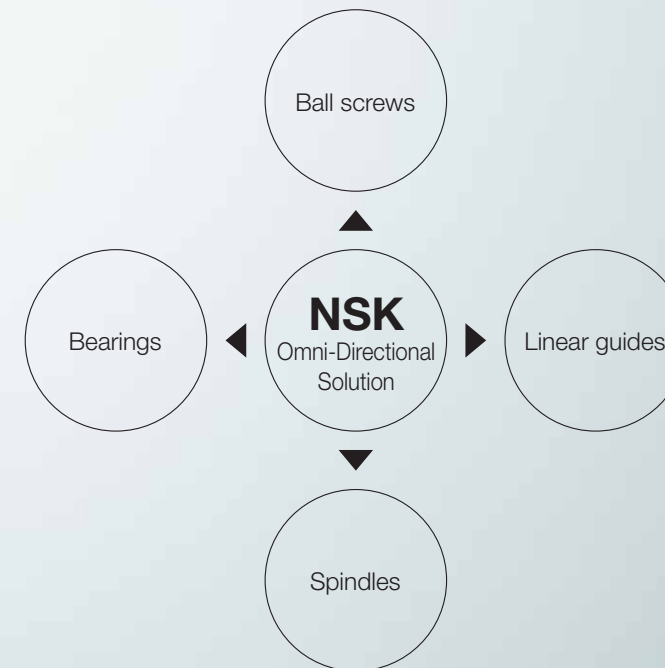 Ball screws
Bearings
NSK
Omni-Directional
Solution
Linear guides
Spindles